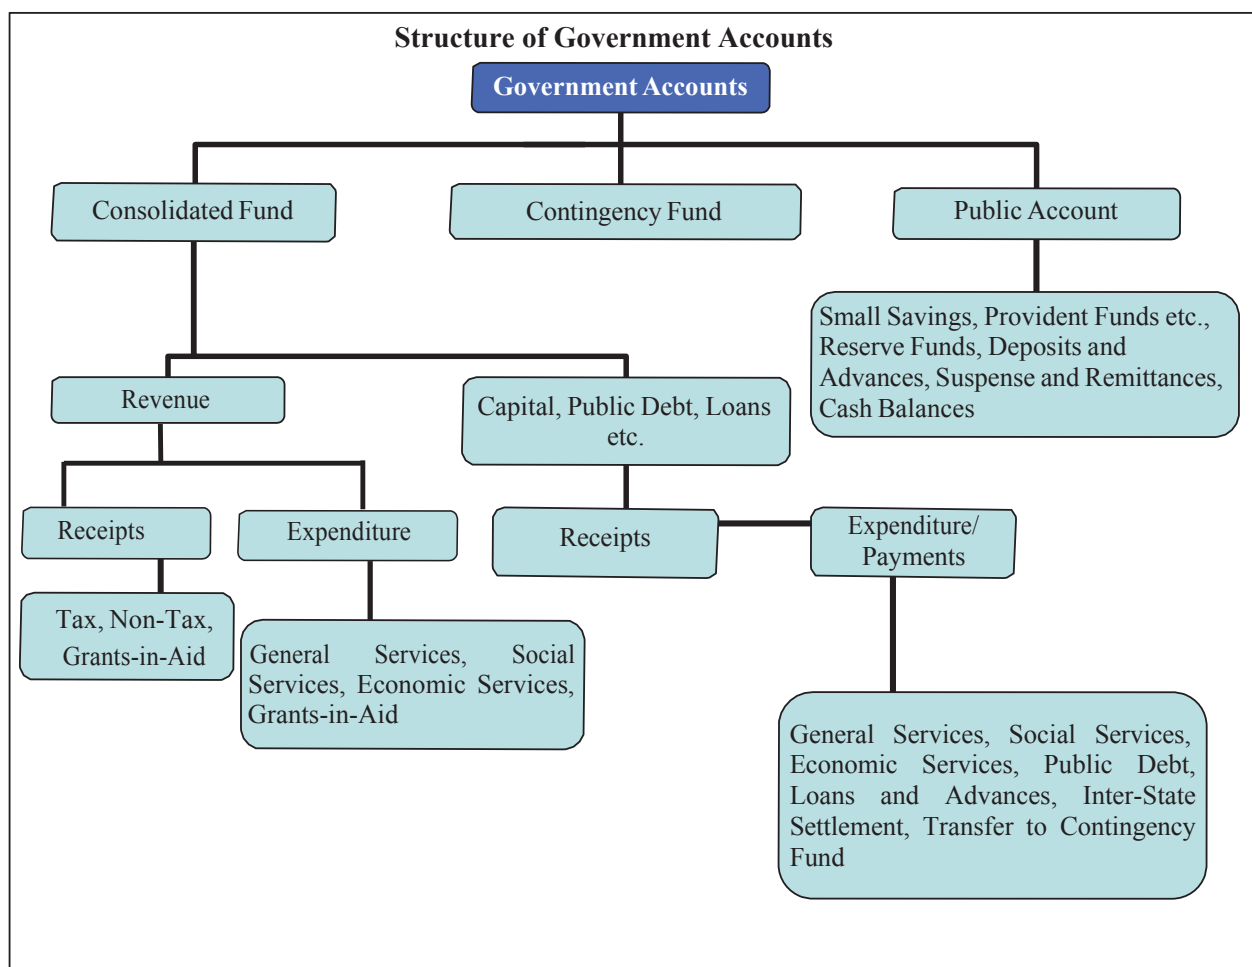 Structure of Government Accounts
Government Accounts
Consolidated Fund
Contingency Fund
Public Account
Small Savings, Provident Funds etc.,
Reserve Funds, Deposits and
Advances, Suspense and Remittances,
Cash Balances
Revenue
Capital, Public Debt, Loans
etc.
Receipts
Expenditure
Receipts
Expenditure/
Payments
Tax, Non-Tax,
Grants-in-Aid
General Services, Social
Services, Economic Services,
Grants-in-Aid
General Services, Social Services,
Economic Services, Public Debt,
Loans and Advances, Inter-State
Settlement, Transfer to Contingency
Fund